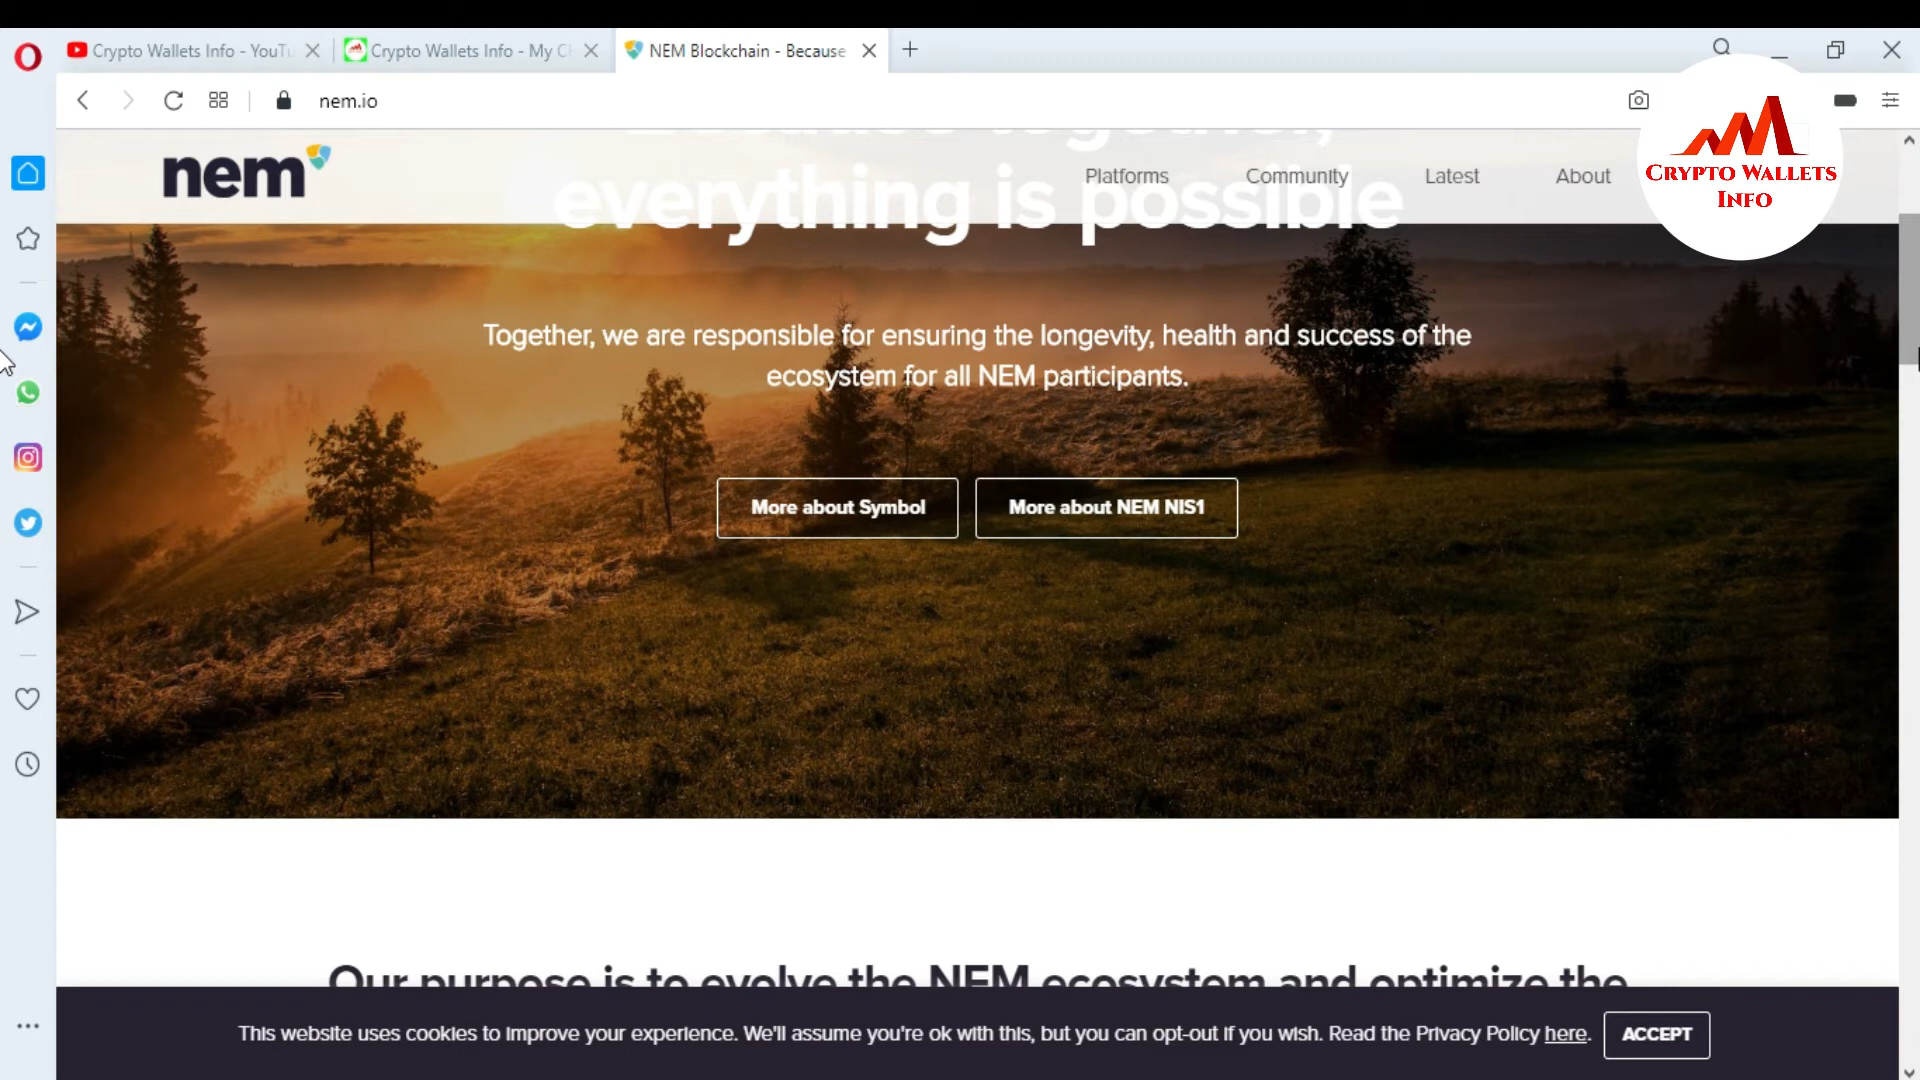 Crypto Wallets Info - YouTu
Crypto Wallets Info - My C
NEM Blockchain - Because
nem.io
nem
Platforms
Community
Latest
About
CRYPTO WALLETS
INFO
Because together,
everything is possible
Together, we are responsible for ensuring the longevity, health and success of the
ecosystem for all NEM participants.
More about Symbol
More about NEM NIS1
Our purpose is to evolve the NEM ecosystem and optimize the
This website uses cookies to improve your experience. We'll assume you're ok with this, but you can opt-out if you wish. Read the Privacy Policy here.
ACCEPT